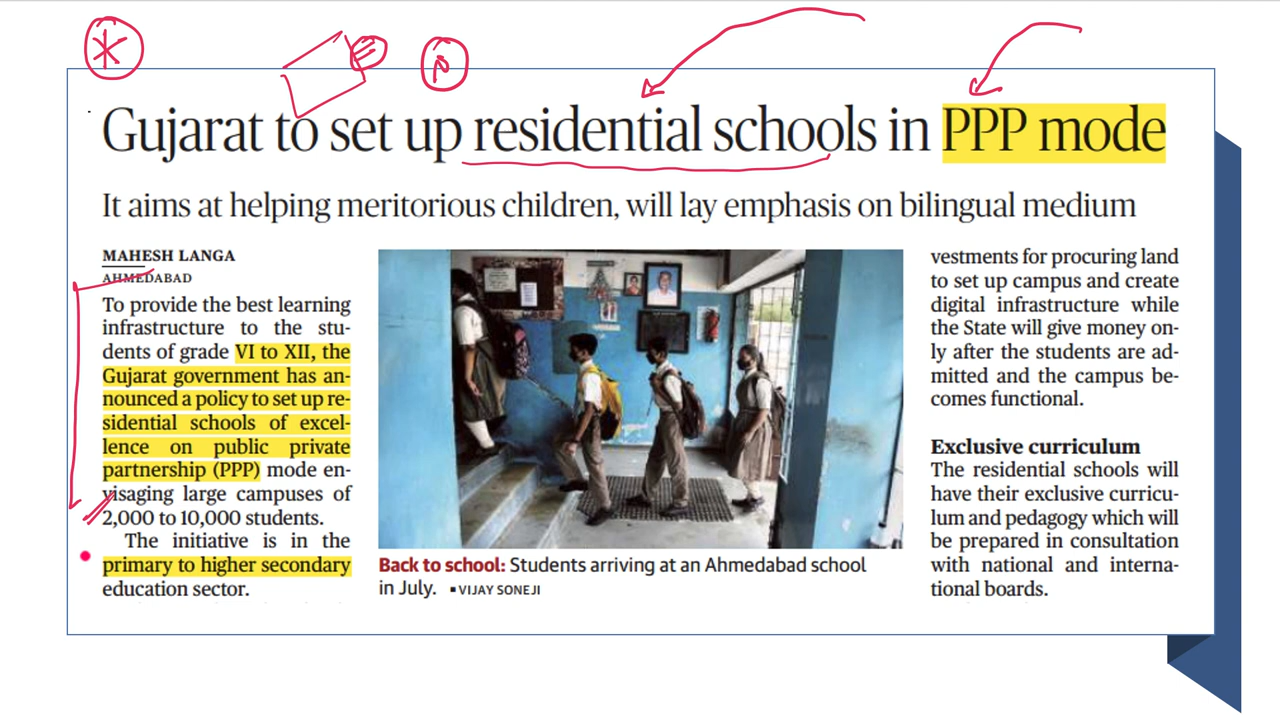 Gujarat to set up residential schools in PPP mode
It aims at helping meritorious children, will lay emphasis on bilingual medium
MAHESH LANGA
AHMEDABAD
To provide the best learning
infrastructure to the stu-
dents of grade VI to XII, the
Gujarat government has an-
nounced a policy to set up re-
sidential schools of excel-
lence on public private
partnership (PPP) mode en-
visaging large campuses of
2,000 to 10,000 students.
The initiative is in the
primary to higher secondary
education sector.
Back to school: Students arriving at an Ahmedabad school
in July. ▪ VIJAY SONEJI
vestments for procuring land
to set up campus and create
digital infrastructure while
the State will give money on-
ly after the students are ad-
mitted and the campus be-
comes functional.
Exclusive curriculum
The residential schools will
have their exclusive curricu-
lum and pedagogy which will
be prepared in consultation
with national and interna-
tional boards.